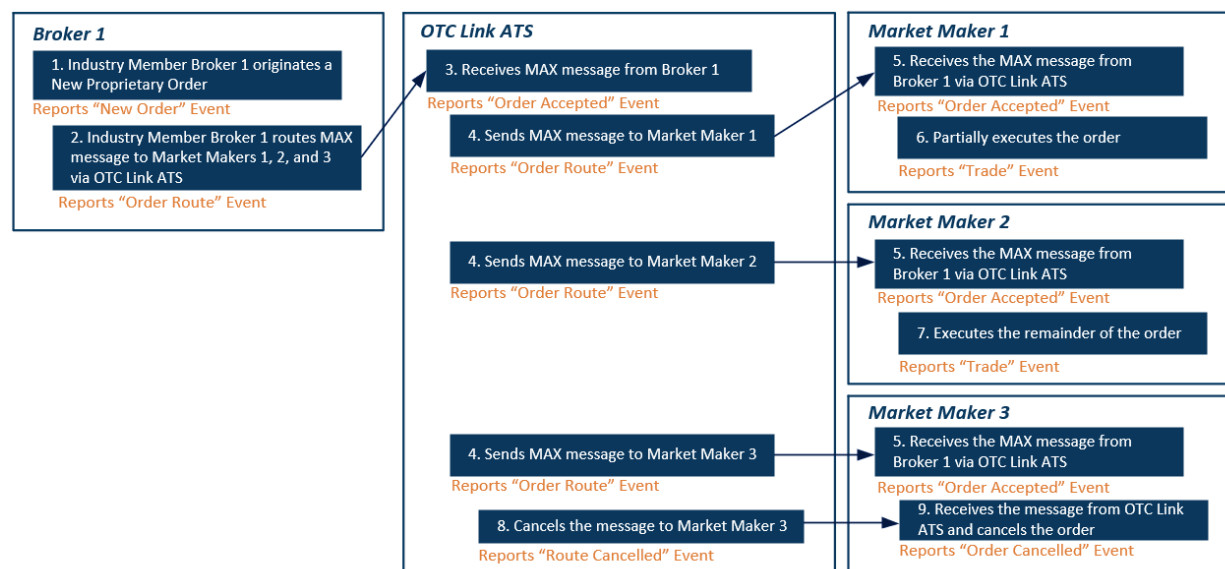 Broker 1
1. Industry Member Broker 1 originates a
New Proprietary Order
Reports “New Order” Event
2. Industry Member Broker 1 routes MAX
message to Market Makers 1, 2, and 3
via OTC Link ATS
Reports “Order Route” Event
OTC Link ATS
3. Receives MAX message from Broker 1
Reports “Order Accepted” Event
4. Sends MAX message to Market Maker 1
Reports “Order Route” Event
4. Sends MAX message to Market Maker 2
Reports “Order Route” Event
4. Sends MAX message to Market Maker 3
Reports “Order Route” Event
8. Cancels the message to Market Maker 3
Reports “Route Cancelled” Event
Market Maker 1
5. Receives the MAX message from
Broker 1 via OTC Link ATS
Reports “Order Accepted” Event
6. Partially executes the order
Reports “Trade” Event
Market Maker 2
5. Receives the MAX message from
Broker 1 via OTC Link ATS
Reports “Order Accepted” Event
7. Executes the remainder of the order
Reports “Trade” Event
Market Maker 3
5. Receives the MAX message from
Broker 1 via OTC Link ATS
Reports “Order Accepted” Event
9. Receives the message from OTC Link
ATS and cancels the order
Reports “Order Cancelled” Event